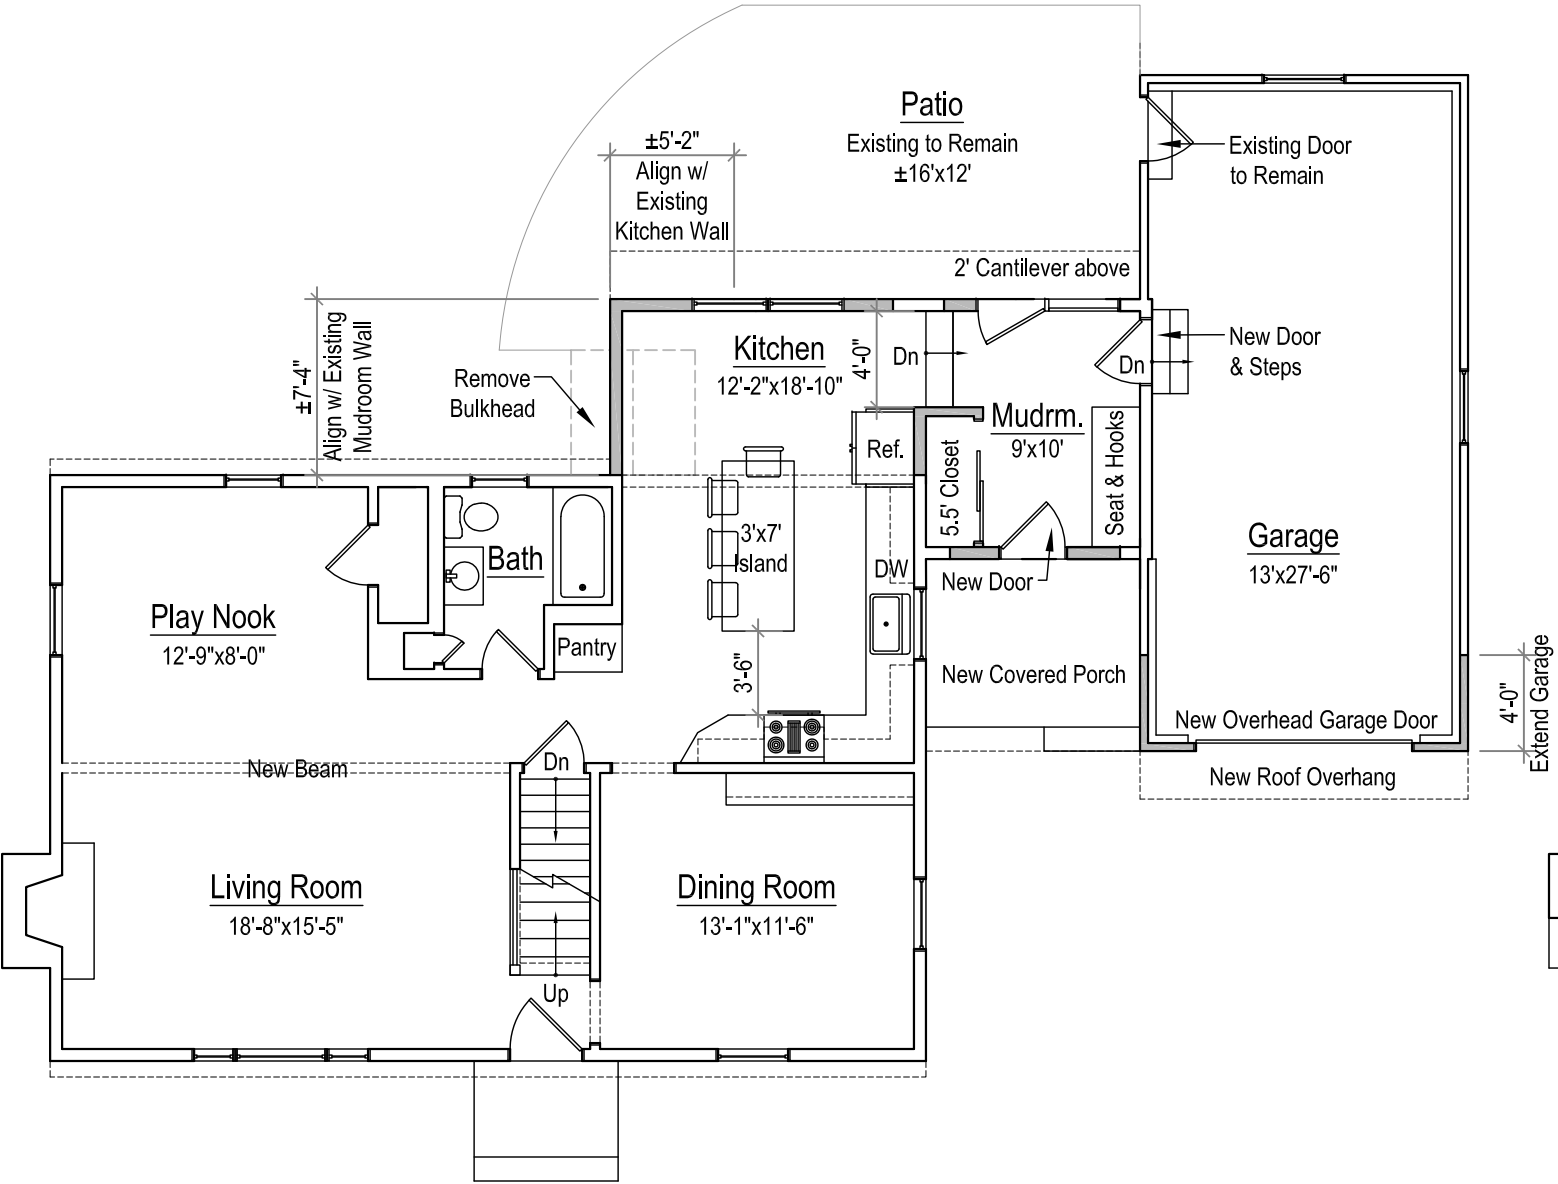 Patio
Existing to Remain
±16'x12'
±5'-2"
Align w/
Existing
Kitchen Wall
Existing Door
to Remain
2' Cantilever above
±7'-4"
Align w/ Existing
Mudroom Wall
Remove
Bulkhead
Kitchen
12'-2"x18'-10"
4'-0"
Dn
Dn
New Door
& Steps
Mudrm.
9'x10'
Ref.
5.5' Closet
Seat & Hooks
3'x7'
Island
DW
New Door
Garage
13'x27'-6"
Bath
Play Nook
12'-9"x8'-0"
Pantry
3'-6"
New Covered Porch
4'-0"
Extend Garage
New Overhead Garage Door
New Roof Overhang
New Beam
Dn
Living Room
18'-8"x15'-5"
Dining Room
13'-1"x11'-6"
Up